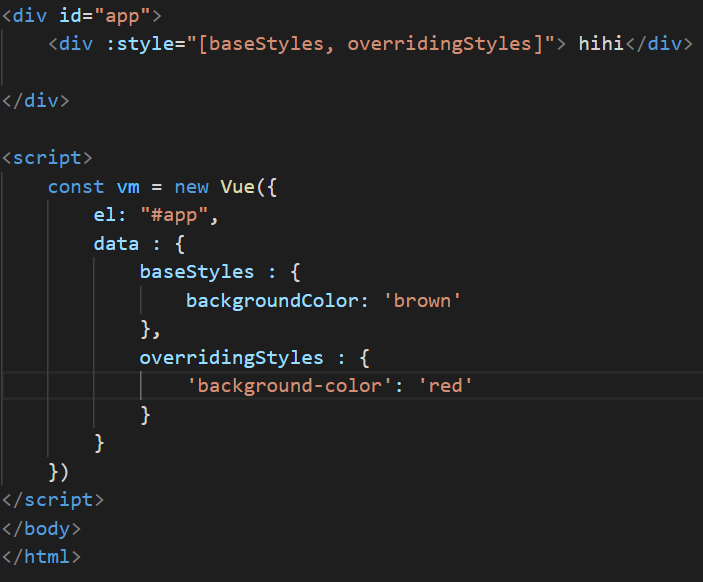 <div id="app">
    <div :style="[baseStyles, overridingStyles]"> hihi</div>
</div>
<script>
    const vm = new Vue({
        el: "#app",
        data : {
            baseStyles : {
                backgroundColor: 'brown'
            },
            overridingStyles : {
                'background-color': 'red'
            }
        }
    })
</script>
</body>
</html>